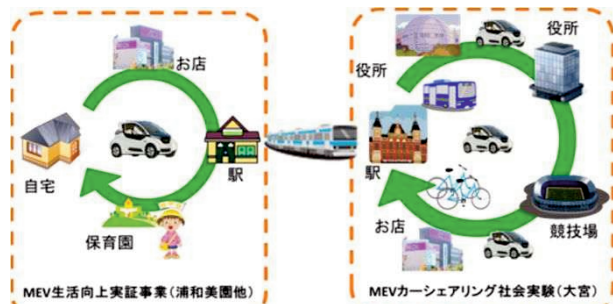 お店
自宅
駅
保育園
MEV生活向上実証事業(浦和美園他)
役所
役所
駅
お店
競技場
MEVカーシェアリング社会実験(大宮)